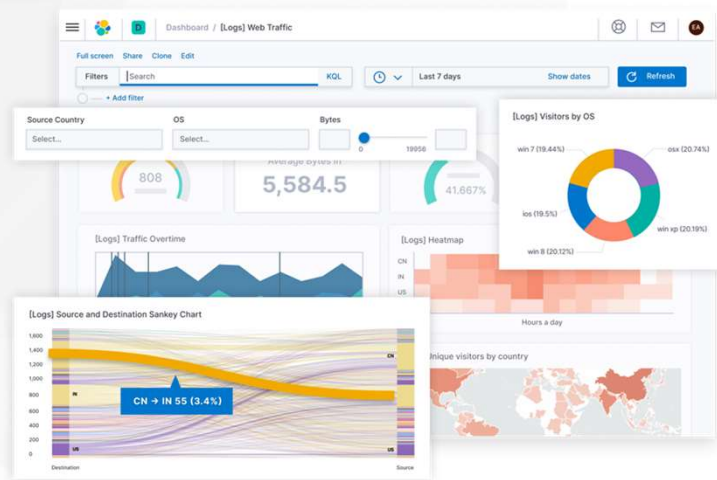 D
Dashboard / [Logs] Web Traffic
EA
Full screen Share Clone Edit
Filters Search KQL Last 7 days Show dates Refresh
+ Add filter
Source Country OS Bytes
Select... Select... 0 19956
[Logs] Visitors by OS
win 7 (19.44%)
osx (20.74%)
ios (19.5%)
win xp (20.19%)
win 8 (20.12%)
808
Average Bytes In
5,584.5
41.667%
[Logs] Traffic Overtime
[Logs] Heatmap
CN
IN
US
Hours a day
[Logs] Source and Destination Sankey Chart
1,600
1,400
1,200
1,000
800
600
400
200
0
CN
IN
CN → IN 55 (3.4%)
US
US
Destination
Source
Unique visitors by country